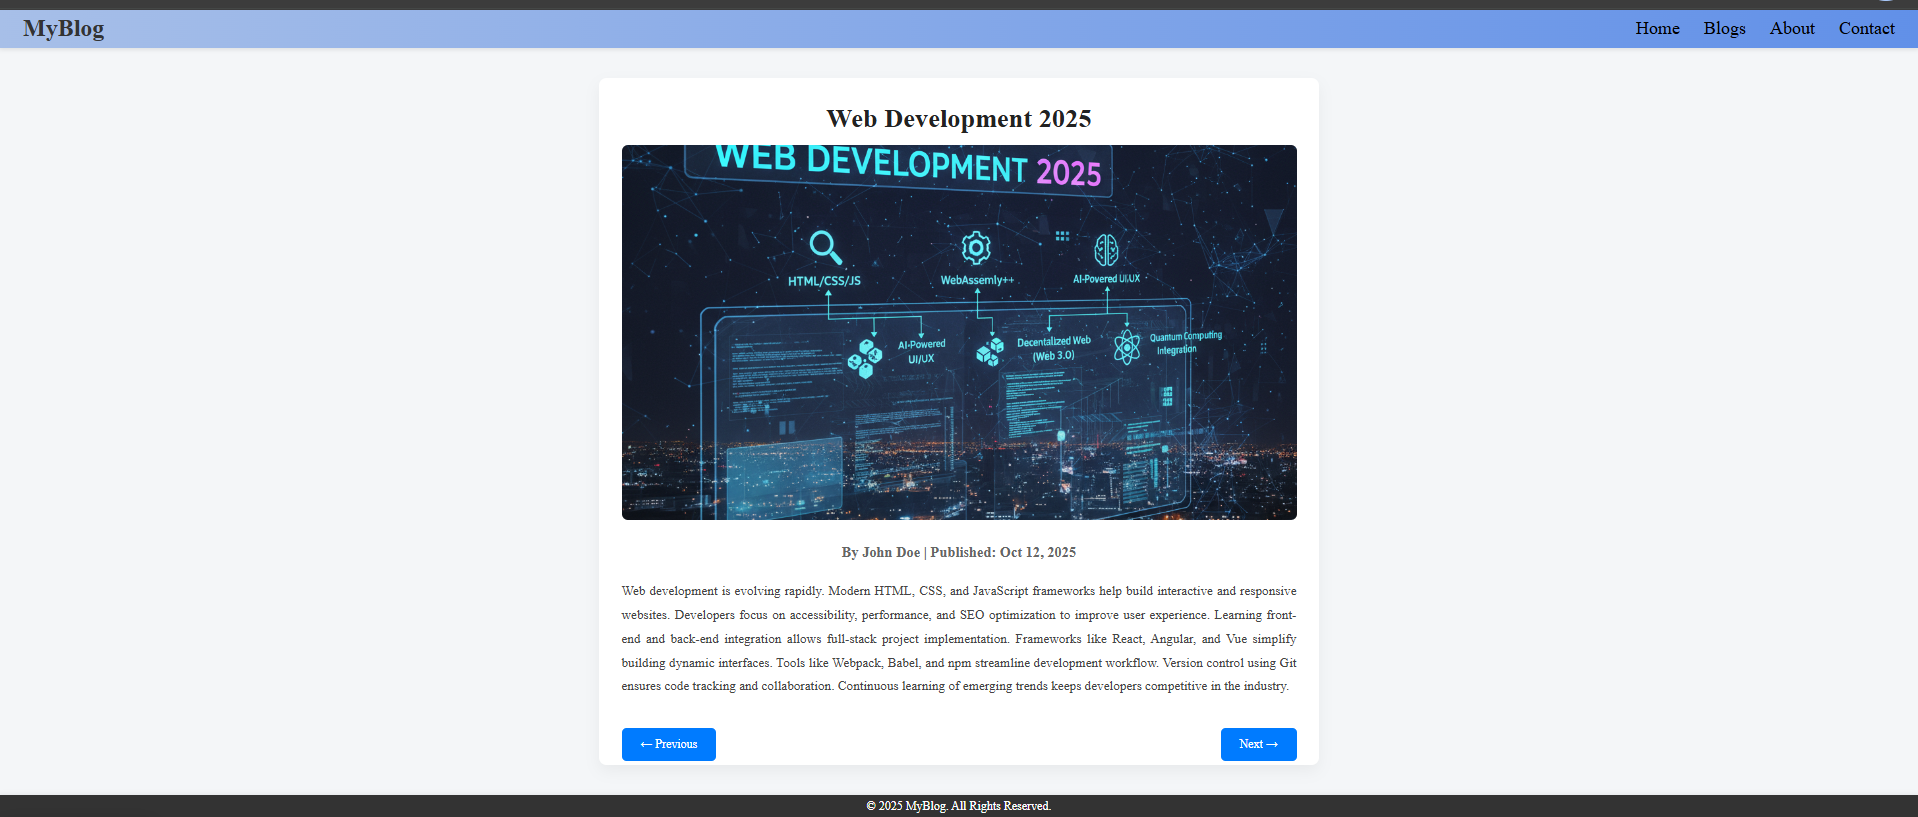 MyBlog
Home Blogs About Contact
Web Development 2025
WEB DEVELOPMENT 2025
HTML/CSS/JS
WebAssemly++
AI-Powered UI/UX
AI-Powered
UI/UX
Decentalized Web
(Web 3.0)
Quantum Computing
Integration
By John Doe | Published: Oct 12, 2025
Web development is evolving rapidly. Modern HTML, CSS, and JavaScript frameworks help build interactive and responsive
websites. Developers focus on accessibility, performance, and SEO optimization to improve user experience. Learning front-
end and back-end integration allows full-stack project implementation. Frameworks like React, Angular, and Vue simplify
building dynamic interfaces. Tools like Webpack, Babel, and npm streamline development workflow. Version control using Git
ensures code tracking and collaboration. Continuous learning of emerging trends keeps developers competitive in the industry.
← Previous
Next →
© 2025 MyBlog. All Rights Reserved.